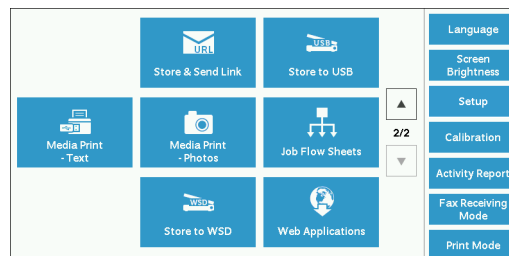 URL
Store & Send Link
USB
Store to USB
Media Print
- Text
Media Print
- Photos
Job Flow Sheets
WSD
Store to WSD
Web Applications
2/2
Language
Screen
Brightness
Setup
Calibration
Activity Report
Fax Receiving
Mode
Print Mode